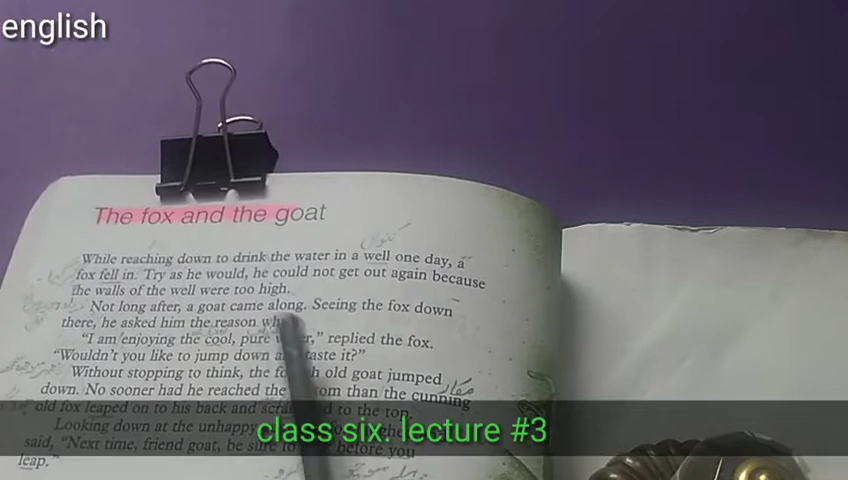 english
The fox and the goat
کنواں
While reaching down to drink the water in a well one day, a
fox fell in. Try as he would, he could not get out again because
the walls of the well were too high.
Not long after, a goat came along. Seeing the fox down
there, he asked him the reason
"I am enjoying the cool, pure replied the fox.
"Wouldn't you like to jump down taste it?"
Without stopping to think, the old goat jumped
مکار
down. No sooner had he reached the than the cunning
old fox leaped on to his back and to the top.
Looking down at the unhappy
class six. lecture #3
said, "Next time, friend goat, be sure before you
leap."